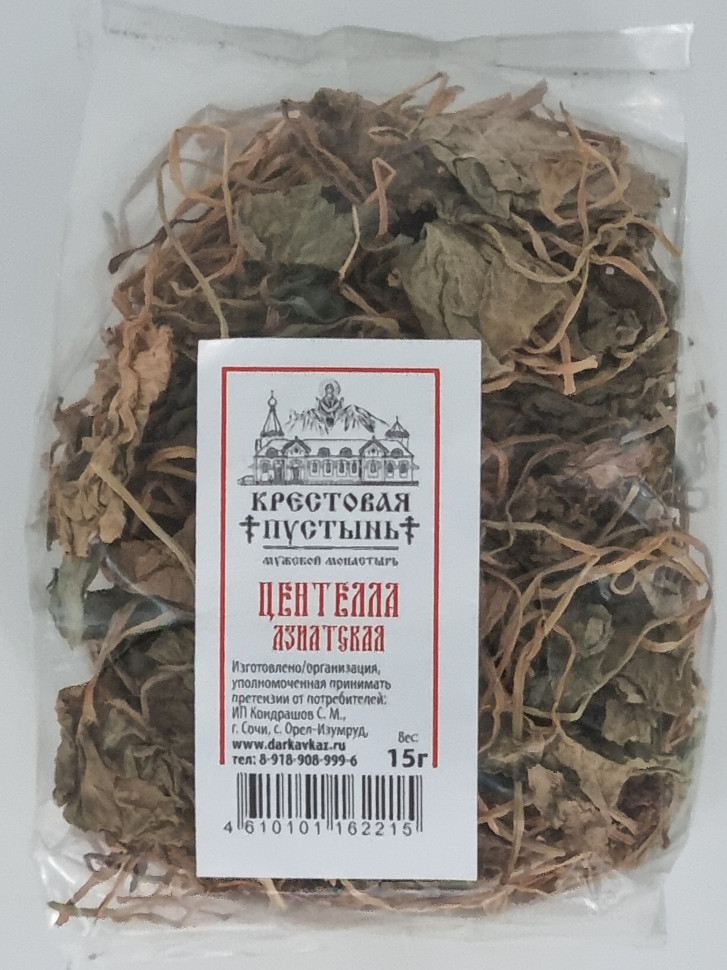 КРЕСТОВАЯ
ПУСТЫНЬ
МУЖСКОЙ МОНАСТЫРЬ
ЦЕНТЕЛЛА
АЗИАТСКАЯ
Изготовлено/организация,
уполномоченная принимать
претензии от потребителей:
ИП Кондрашов С. М.,
г. Сочи, с. Орел-Изумруд,
www.darkavkaz.ru
тел: 8-918-908-999-6
Вес:
15г
4 610101 162215